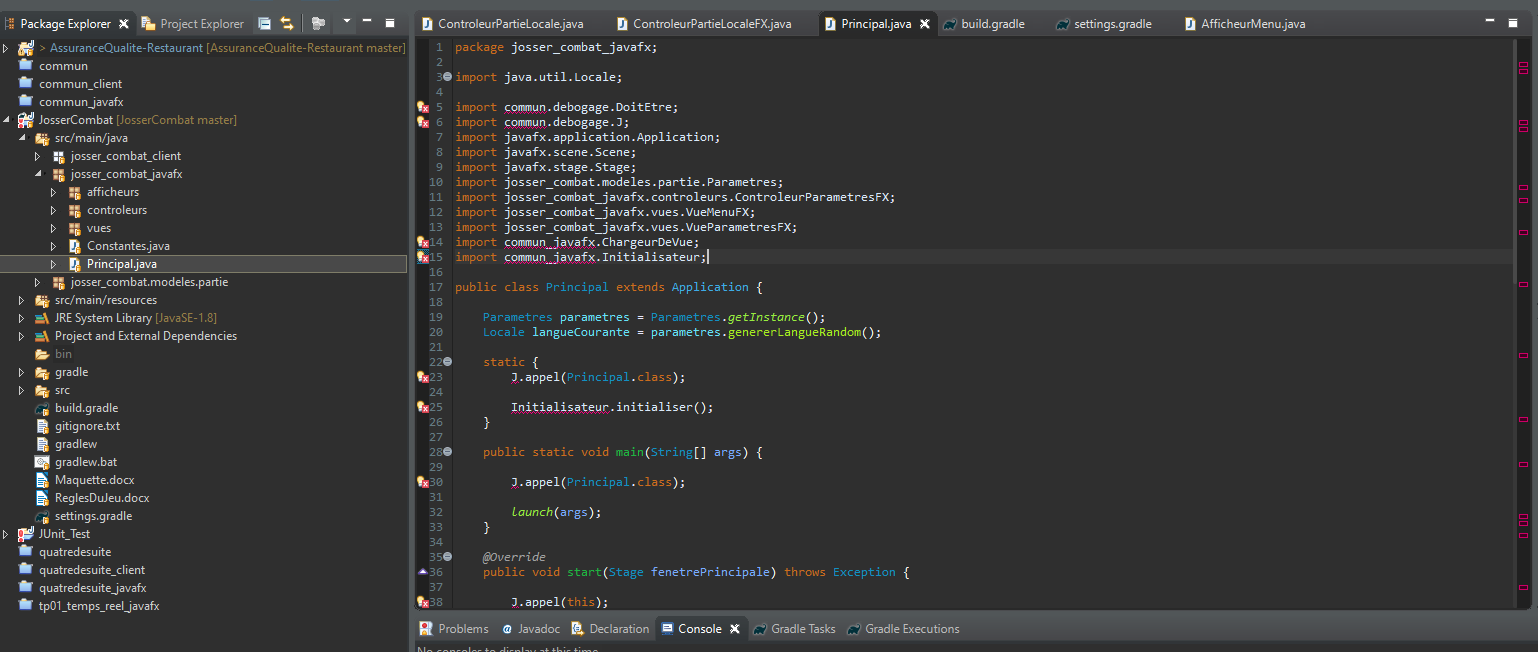 Package Explorer
Project Explorer
> AssuranceQualite-Restaurant [AssuranceQualite-Restaurant master]
commun
commun_client
commun_javafx
JosserCombat [JosserCombat master]
src/main/java
josser_combat_client
josser_combat_javafx
afficheurs
controleurs
vues
Constantes.java
Principal.java
josser_combat.modeles.partie
src/main/resources
JRE System Library [JavaSE-1.8]
Project and External Dependencies
bin
gradle
src
build.gradle
gitignore.txt
gradlew
gradlew.bat
Maquette.docx
ReglesDuJeu.docx
settings.gradle
JUnit_Test
quatredesuite
quatredesuite_client
quatredesuite_javafx
tp01_temps_reel_javafx
ControleurPartieLocale.java
ControleurPartieLocaleFX.java
Principal.java
build.gradle
settings.gradle
AfficheurMenu.java
1 package josser_combat_javafx;
2
3 import java.util.Locale;
4
5 import commun.debogage.DoitEtre;
6 import commun.debogage.J;
7 import javafx.application.Application;
8 import javafx.scene.Scene;
9 import javafx.stage.Stage;
10 import josser_combat.modeles.partie.Parametres;
11 import josser_combat_javafx.controleurs.ControleurParametresFX;
12 import josser_combat_javafx.vues.VueMenuFX;
13 import josser_combat_javafx.vues.VueParametresFX;
14 import commun_javafx.ChargeurDeVue;
15 import commun_javafx.Initialisateur;
16
17 public class Principal extends Application {
18
19 Parametres parametres = Parametres.getInstance();
20 Locale langueCourante = parametres.genererLangueRandom();
21
22 static {
23 J.appel(Principal.class);
24
25 Initialisateur.initialiser();
26 }
27
28 public static void main(String[] args) {
29
30 J.appel(Principal.class);
31
32 launch(args);
33 }
34
35 @Override
36 public void start(Stage fenetrePrincipale) throws Exception {
37
38 J.appel(this);
Problems
Javadoc
Declaration
Console
Gradle Tasks
Gradle Executions
No consoles to display at this time.